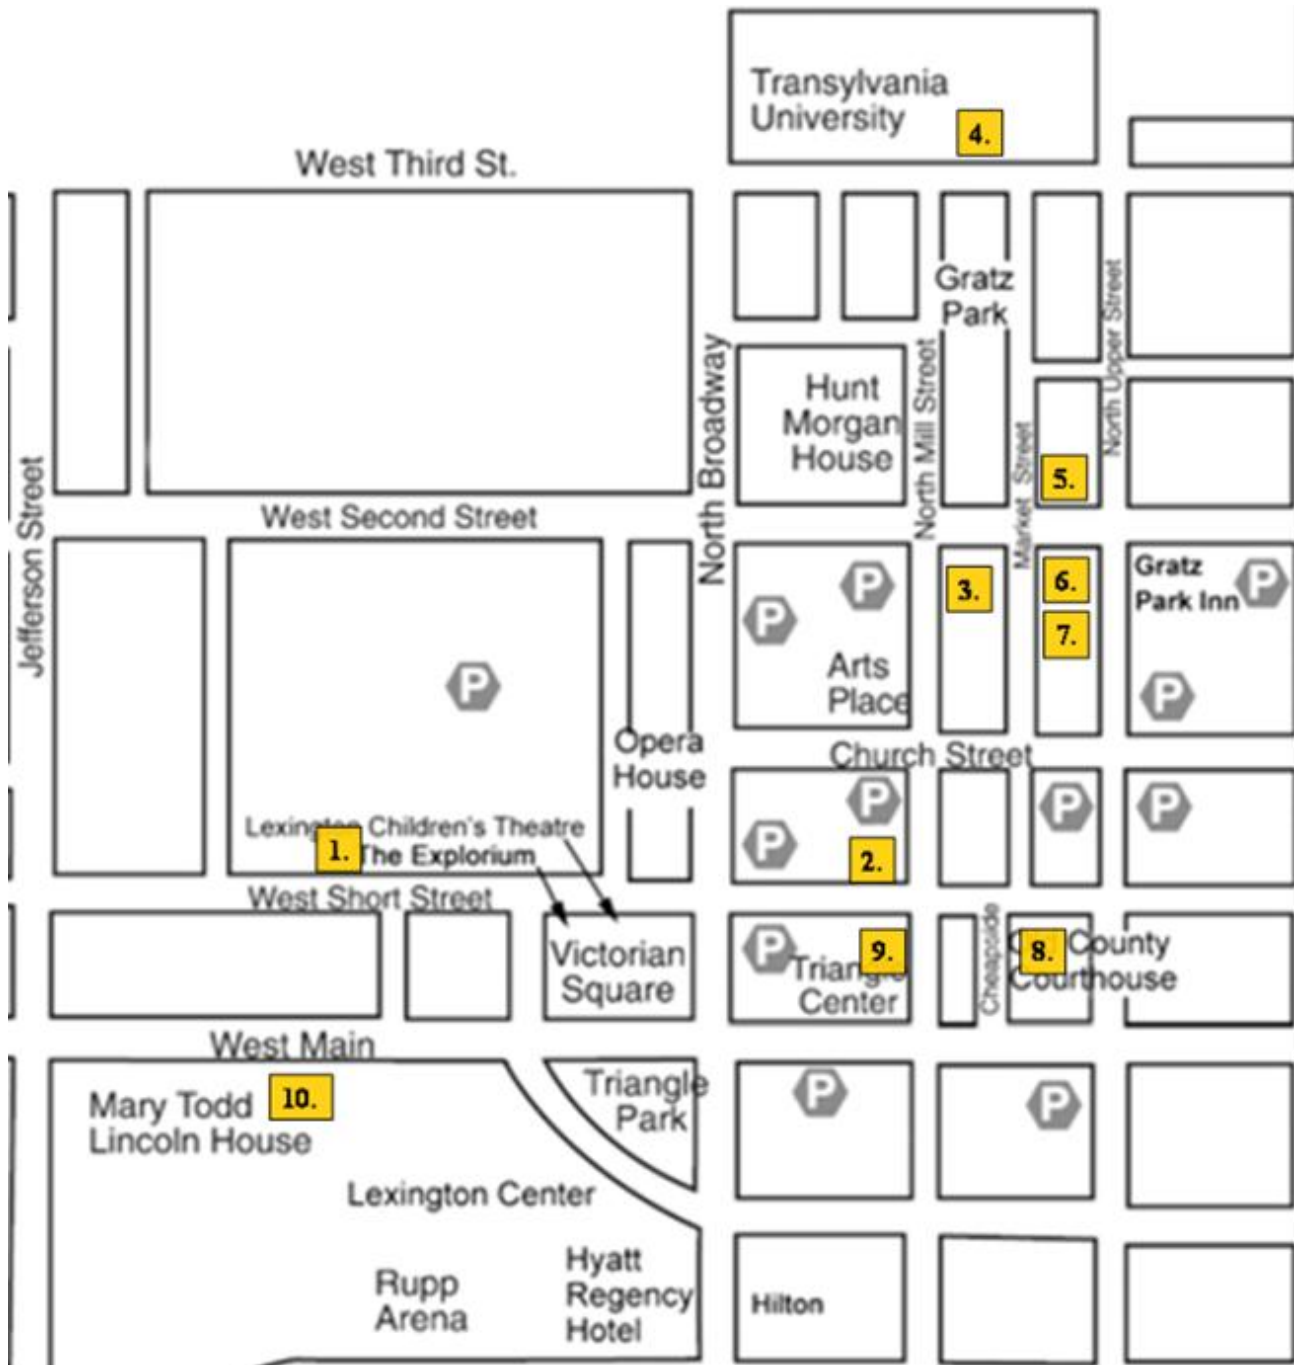 Transylvania
University
4.
West Third St.
Gratz
Park
North Upper Street
Hunt
Morgan
House
North Broadway
North Mill Street
Market Street
5.
Jefferson Street
West Second Street
P
P
3.
6.
7.
Gratz
Park Inn
P
P
P
Arts
Place
Opera
House
Church Street
P
P
P
P
2.
Lexington Children's Theatre
1.
The Explorium
West Short Street
Victorian
Square
P
9.
Triangle
Center
Cheapside
8.
County
Courthouse
West Main
Mary Todd
Lincoln House
10.
Triangle
Park
P
P
Lexington Center
Rupp
Arena
Hyatt
Regency
Hotel
Hilton